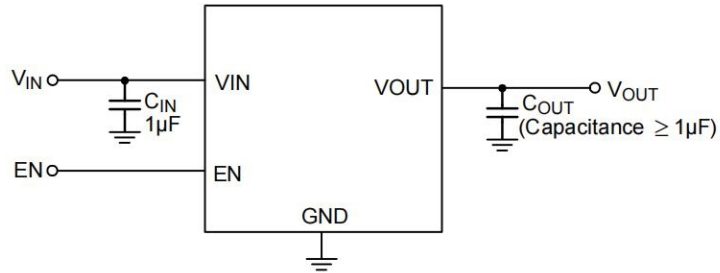 VIN
VIN
CIN
1µF
VOUT
VOUT
COUT
(Capacitance ≥ 1µF)
EN
EN
GND